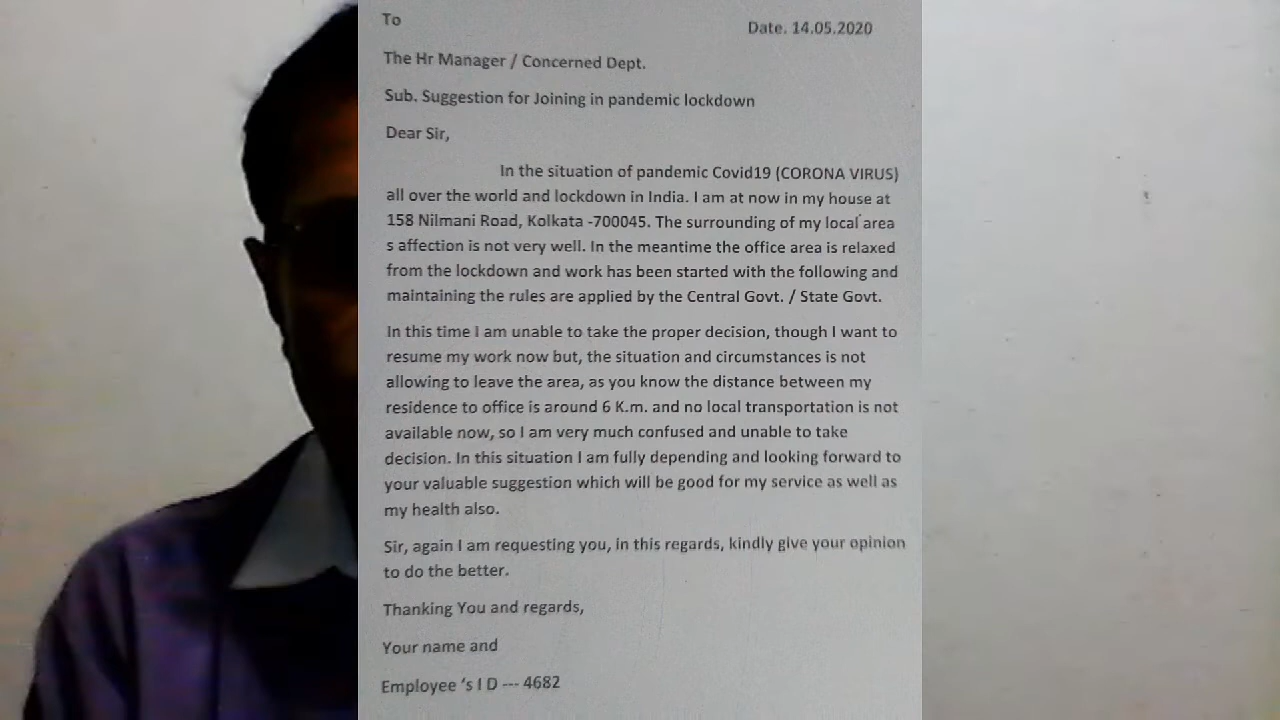 To
Date. 14.05.2020
The Hr Manager / Concerned Dept.
Sub. Suggestion for Joining in pandemic lockdown
Dear Sir,
In the situation of pandemic Covid19 (CORONA VIRUS)
all over the world and lockdown in India. I am at now in my house at
158 Nilmani Road, Kolkata -700045. The surrounding of my local area
s affection is not very well. In the meantime the office area is relaxed
from the lockdown and work has been started with the following and
maintaining the rules are applied by the Central Govt. / State Govt.
In this time I am unable to take the proper decision, though I want to
resume my work now but, the situation and circumstances is not
allowing to leave the area, as you know the distance between my
residence to office is around 6 K.m. and no local transportation is not
available now, so I am very much confused and unable to take
decision. In this situation I am fully depending and looking forward to
your valuable suggestion which will be good for my service as well as
my health also.
Sir, again I am requesting you, in this regards, kindly give your opinion
to do the better.
Thanking You and regards,
Your name and
Employee 's I D --- 4682